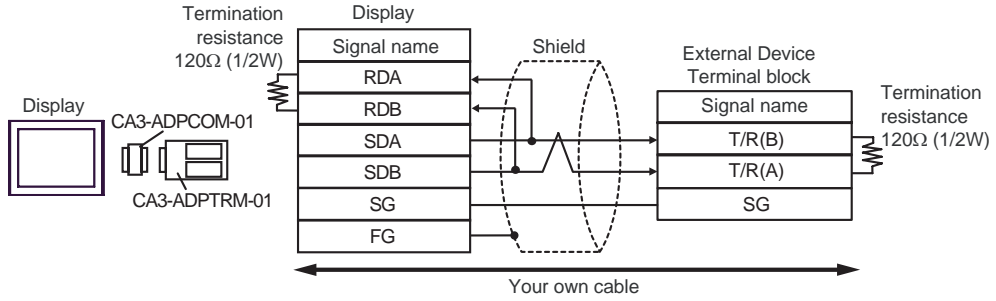 Display
CA3-ADPCOM-01
CA3-ADPTRM-01
Termination
resistance
120Ω (1/2W)
Display
Signal name
RDA
RDB
SDA
SDB
SG
FG
Shield
External Device
Terminal block
Signal name
T/R(B)
T/R(A)
SG
Termination
resistance
120Ω (1/2W)
Your own cable